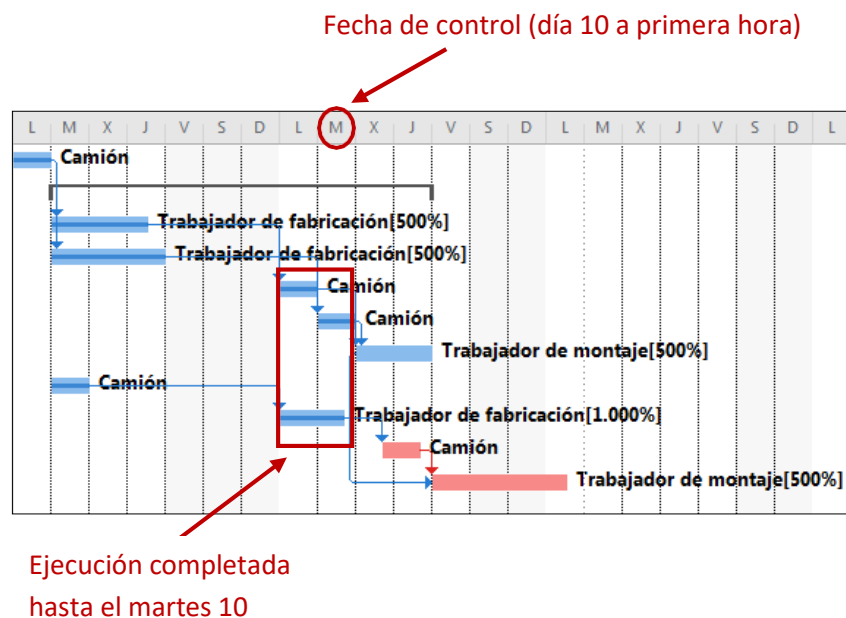 Fecha de control (día 10 a primera hora)
L M X J V S D L M X J V S D L M X J V S D L
Camión
Trabajador de fabricación[500%]
Trabajador de fabricación[500%]
Camión
Camión
Trabajador de montaje[500%]
Camión
Trabajador de fabricación[1.000%]
Camión
Trabajador de montaje[500%]
Ejecución completada
hasta el martes 10